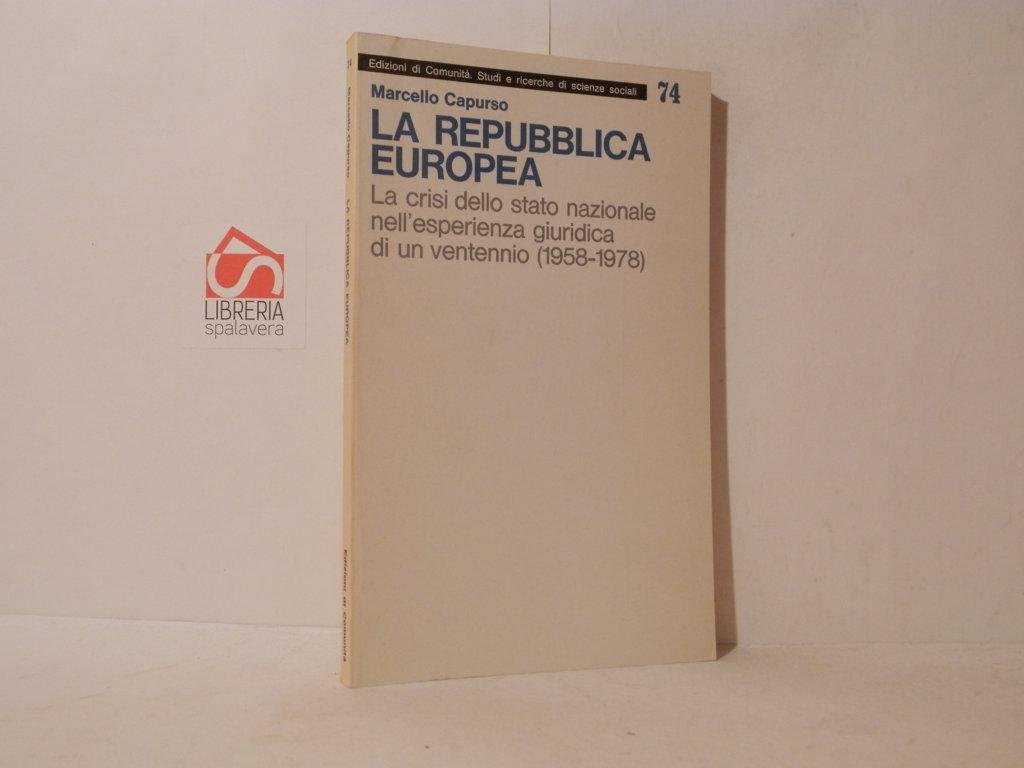 Edizioni di Comunità. Studi e ricerche di scienze sociali
74
Marcello Capurso
LA REPUBBLICA
EUROPEA
La crisi dello stato nazionale
nell'esperienza giuridica
di un ventennio (1958-1978)
Marcello Capurso LA REPUBBLICA EUROPEA Edizioni di Comunità
LIBRERIA
spalavera